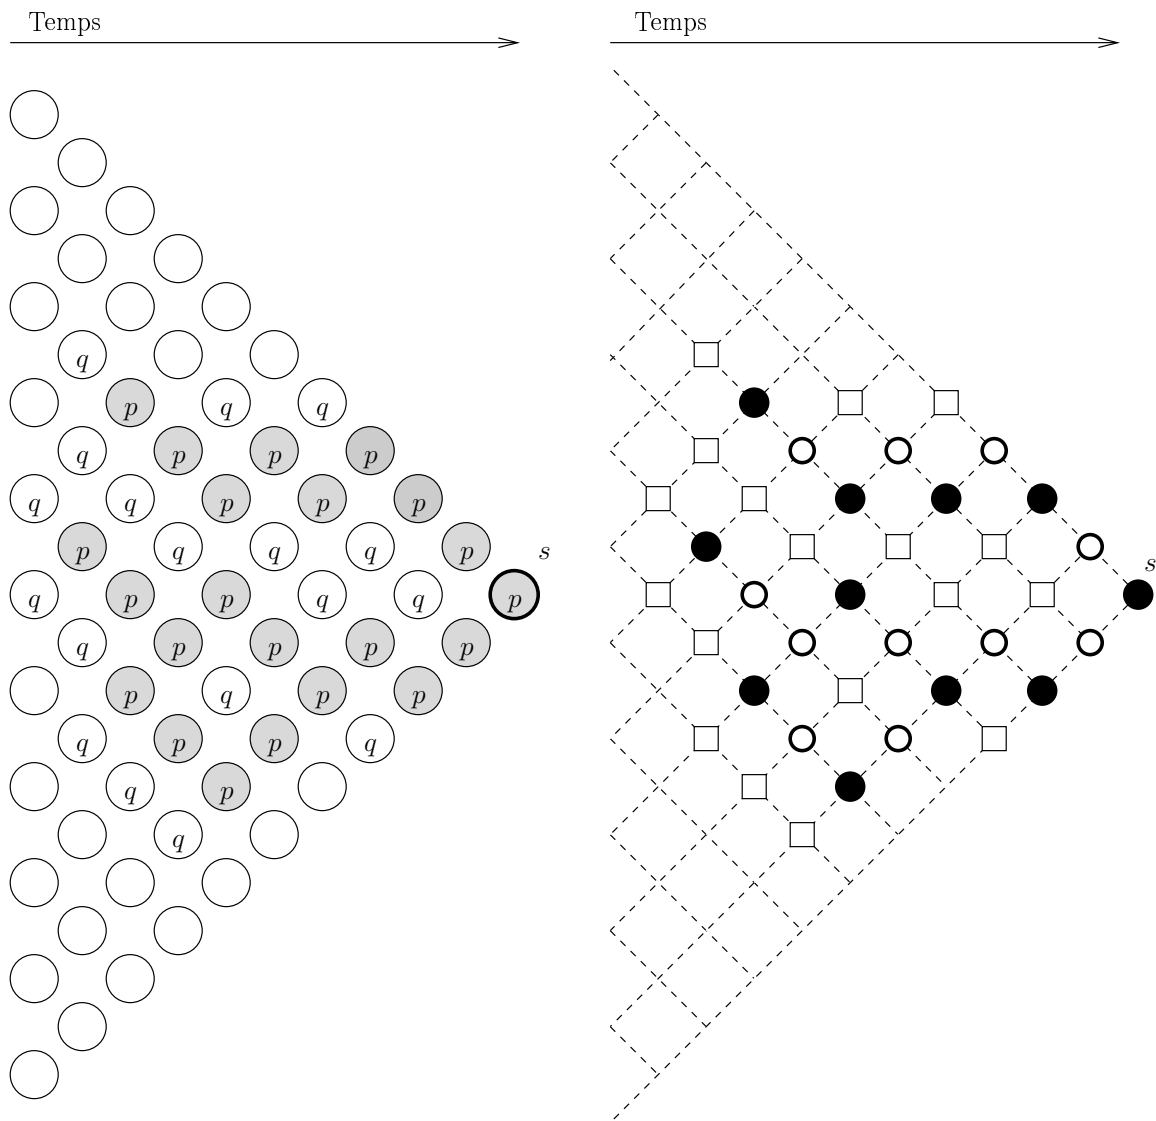 Temps
Temps
q
p q q
q p p p
q q p p p
p q q q p s
s
q p p q q p
q p p p p
p q p p
q p p q
q p
q